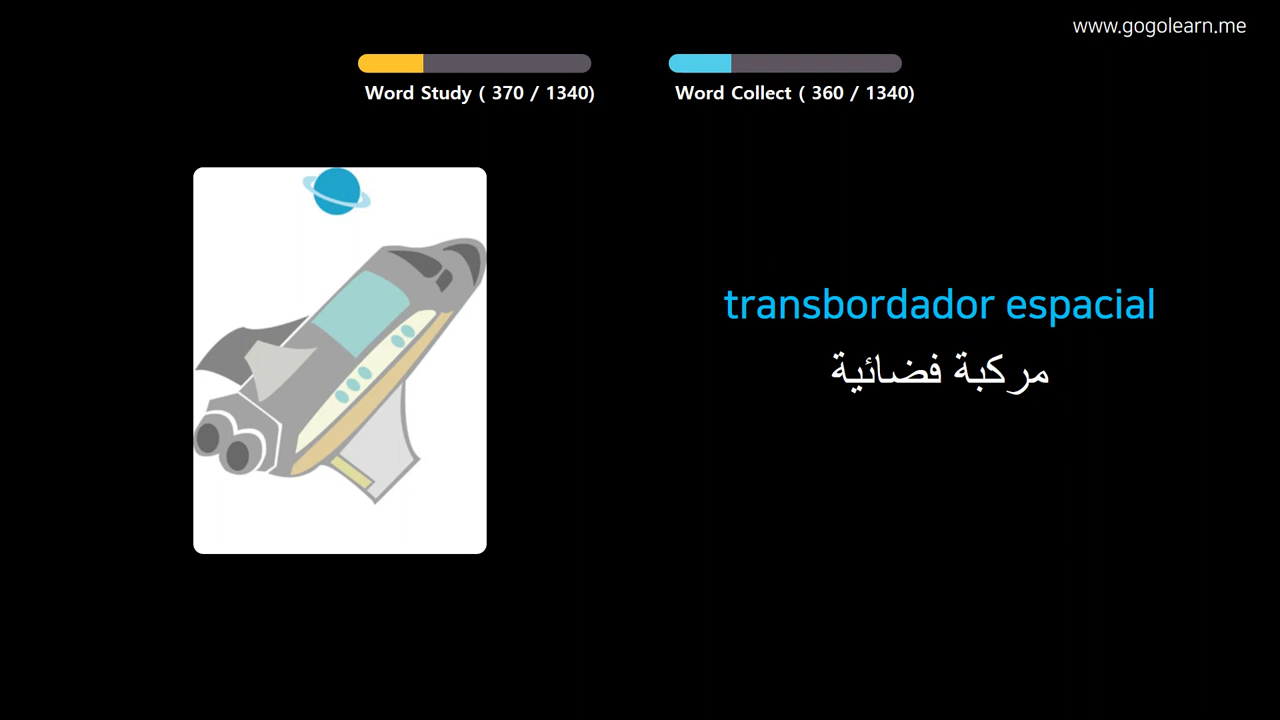 www.gogolearn.me
Word Study ( 370 / 1340)
Word Collect ( 360 / 1340)
transbordador espacial
مركبة فضائية